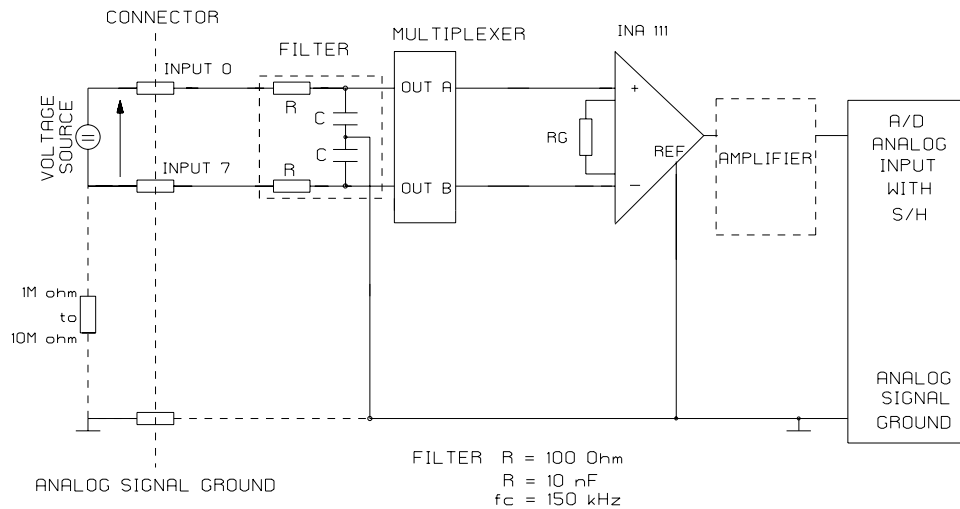 CONNECTOR
INPUT 0
FILTER
MULTIPLEXER
INA 111
R
C
OUT A
+
VOLTAGE
SOURCE
RG
REF
AMPLIFIER
A/D
ANALOG
INPUT
WITH
S/H
C
INPUT 7
R
OUT B
−
1M ohm
to
10M ohm
ANALOG
SIGNAL
GROUND
ANALOG SIGNAL GROUND
FILTER R = 100 Ohm
R = 10 nF
fc = 150 kHz